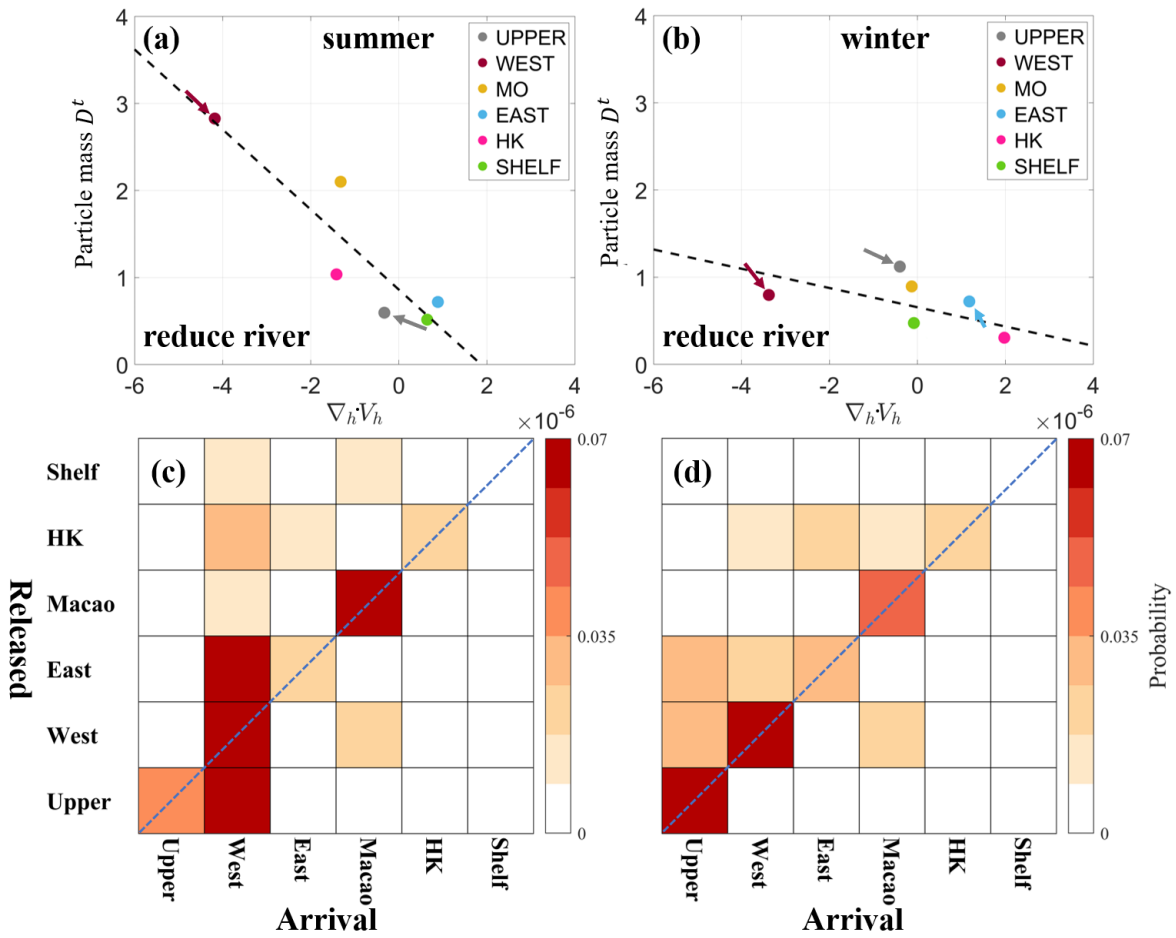 (a) summer
UPPER
WEST
MO
EAST
HK
SHELF
reduce river
Particle mass D^t
4
3
2
1
0
-6 -4 -2 0 2 4
∇h·Vh
(b) winter
UPPER
WEST
MO
EAST
HK
SHELF
reduce river
Particle mass D^t
4
3
2
1
0
-6 -4 -2 0 2 4
∇h·Vh
(c)
Released
Shelf
HK
Macao
East
West
Upper
Upper West East Macao HK Shelf
Arrival
×10^-6
0.07
0.035
0
(d)
Upper West East Macao HK Shelf
Arrival
×10^-6
0.07
0.035
0
Probability